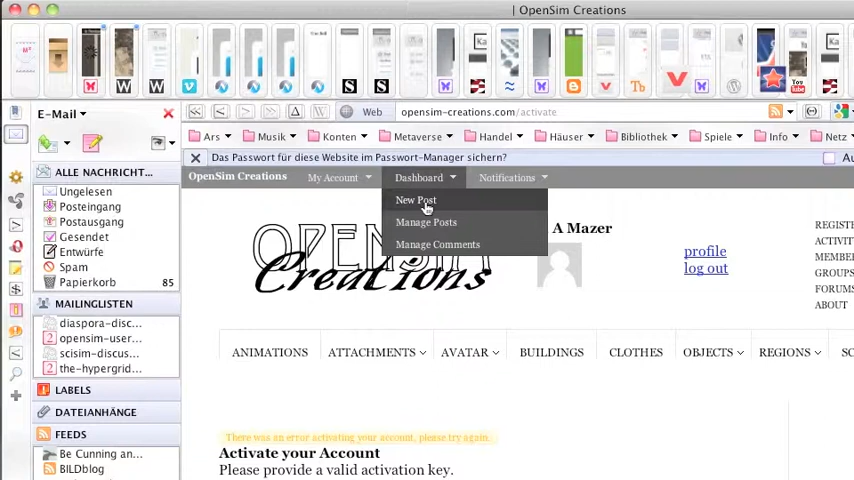 | OpenSim Creations
Web opensim-creations.com/activate
E-Mail
Ars Musik Konten Metaverse Handel Häuser Bibliothek Spiele Info Netz
Das Passwort für diese Website im Passwort-Manager sichern?
OpenSim Creations My Account Dashboard Notifications
New Post
Manage Posts
Manage Comments
ALLE NACHRICHT...
Ungelesen
Posteingang
Postausgang
Gesendet
Entwürfe
Spam
Papierkorb 85
MAILINGLISTEN
diaspora-disc...
opensim-user...
scisim-discus...
the-hypergrid...
LABELS
DATEIANHÄNGE
FEEDS
Be Cunning an...
BILDblog
OPENSIM
Creations
A Mazer
profile
log out
REGISTE
ACTIVIT
MEMBE
GROUPS
FORUMS
ABOUT
ANIMATIONS ATTACHMENTS AVATAR BUILDINGS CLOTHES OBJECTS REGIONS SC
There was an error activating your account, please try again.
Activate your Account
Please provide a valid activation key.